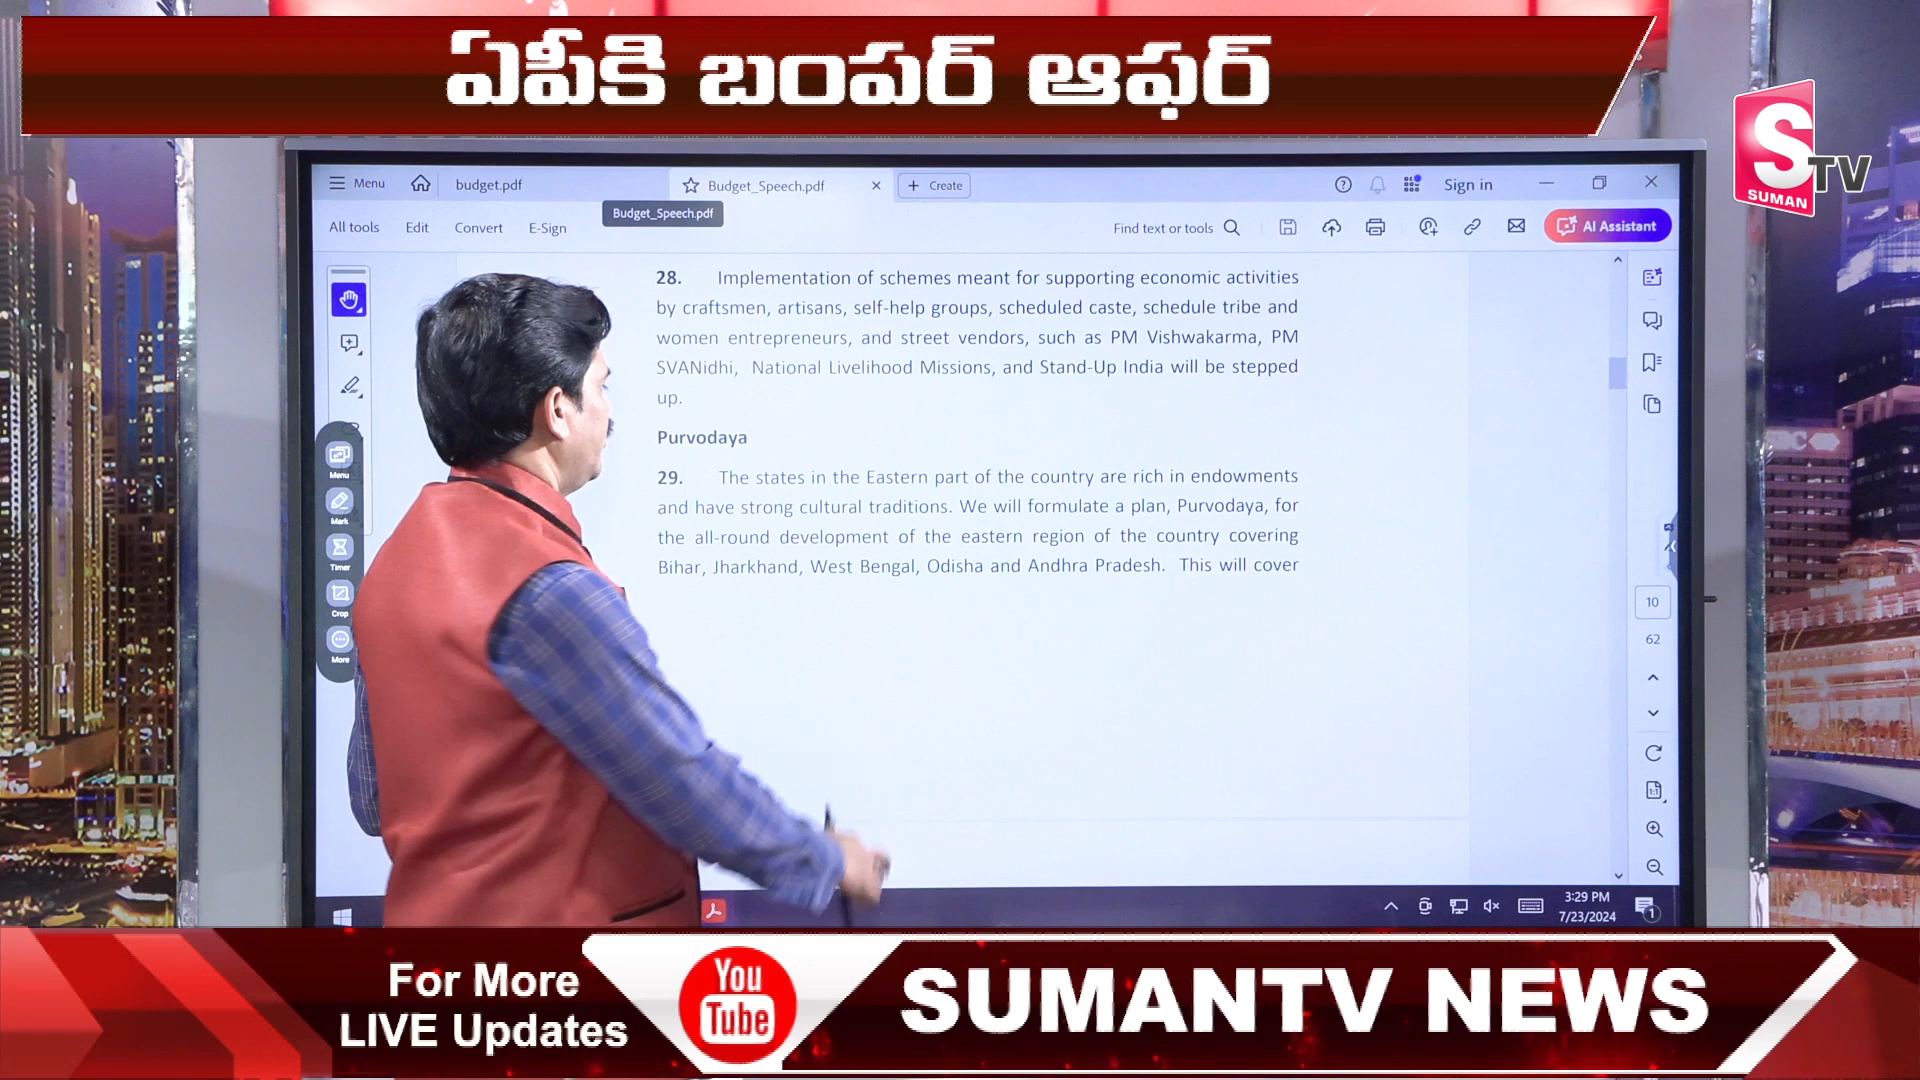 ఏపీకి బంపర్ ఆఫర్
S
SUMAN
TV
Menu
budget.pdf
Budget_Speech.pdf
Create
Sign in
Budget_Speech.pdf
All tools
Edit
Convert
E-Sign
Find text or tools
AI Assistant
28. Implementation of schemes meant for supporting economic activities
by craftsmen, artisans, self-help groups, scheduled caste, schedule tribe and
women entrepreneurs, and street vendors, such as PM Vishwakarma, PM
SVANidhi, National Livelihood Missions, and Stand-Up India will be stepped
up.
Purvodaya
29. The states in the Eastern part of the country are rich in endowments
and have strong cultural traditions. We will formulate a plan, Purvodaya, for
the all-round development of the eastern region of the country covering
Bihar, Jharkhand, West Bengal, Odisha and Andhra Pradesh. This will cover
Menu
Mark
Timer
Crop
More
10
62
1:1
3:29 PM
7/23/2024
1
For More
LIVE Updates
You
Tube
SUMANTV NEWS